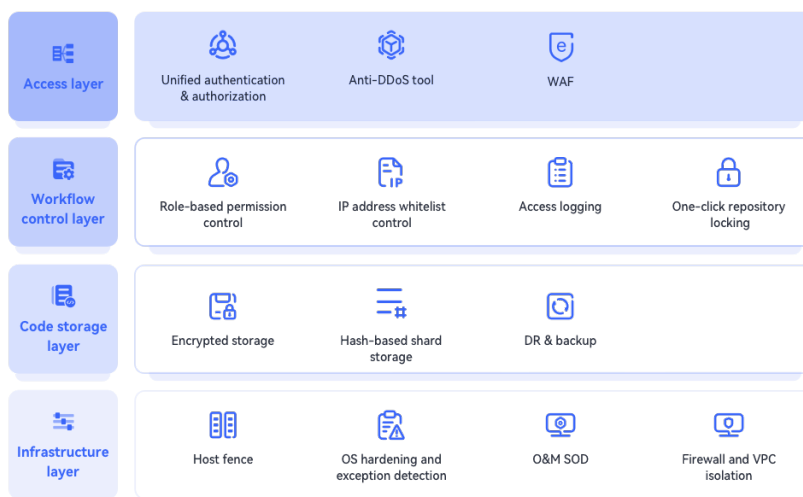 Access layer
Unified authentication
& authorization
Anti-DDoS tool
e
WAF
Workflow
control layer
IP
Role-based permission
control
IP address whitelist
control
Access logging
One-click repository
locking
Code storage
layer
Encrypted storage
Hash-based shard
storage
DR & backup
Infrastructure
layer
Host fence
OS hardening and
exception detection
O&M SOD
Firewall and VPC
isolation